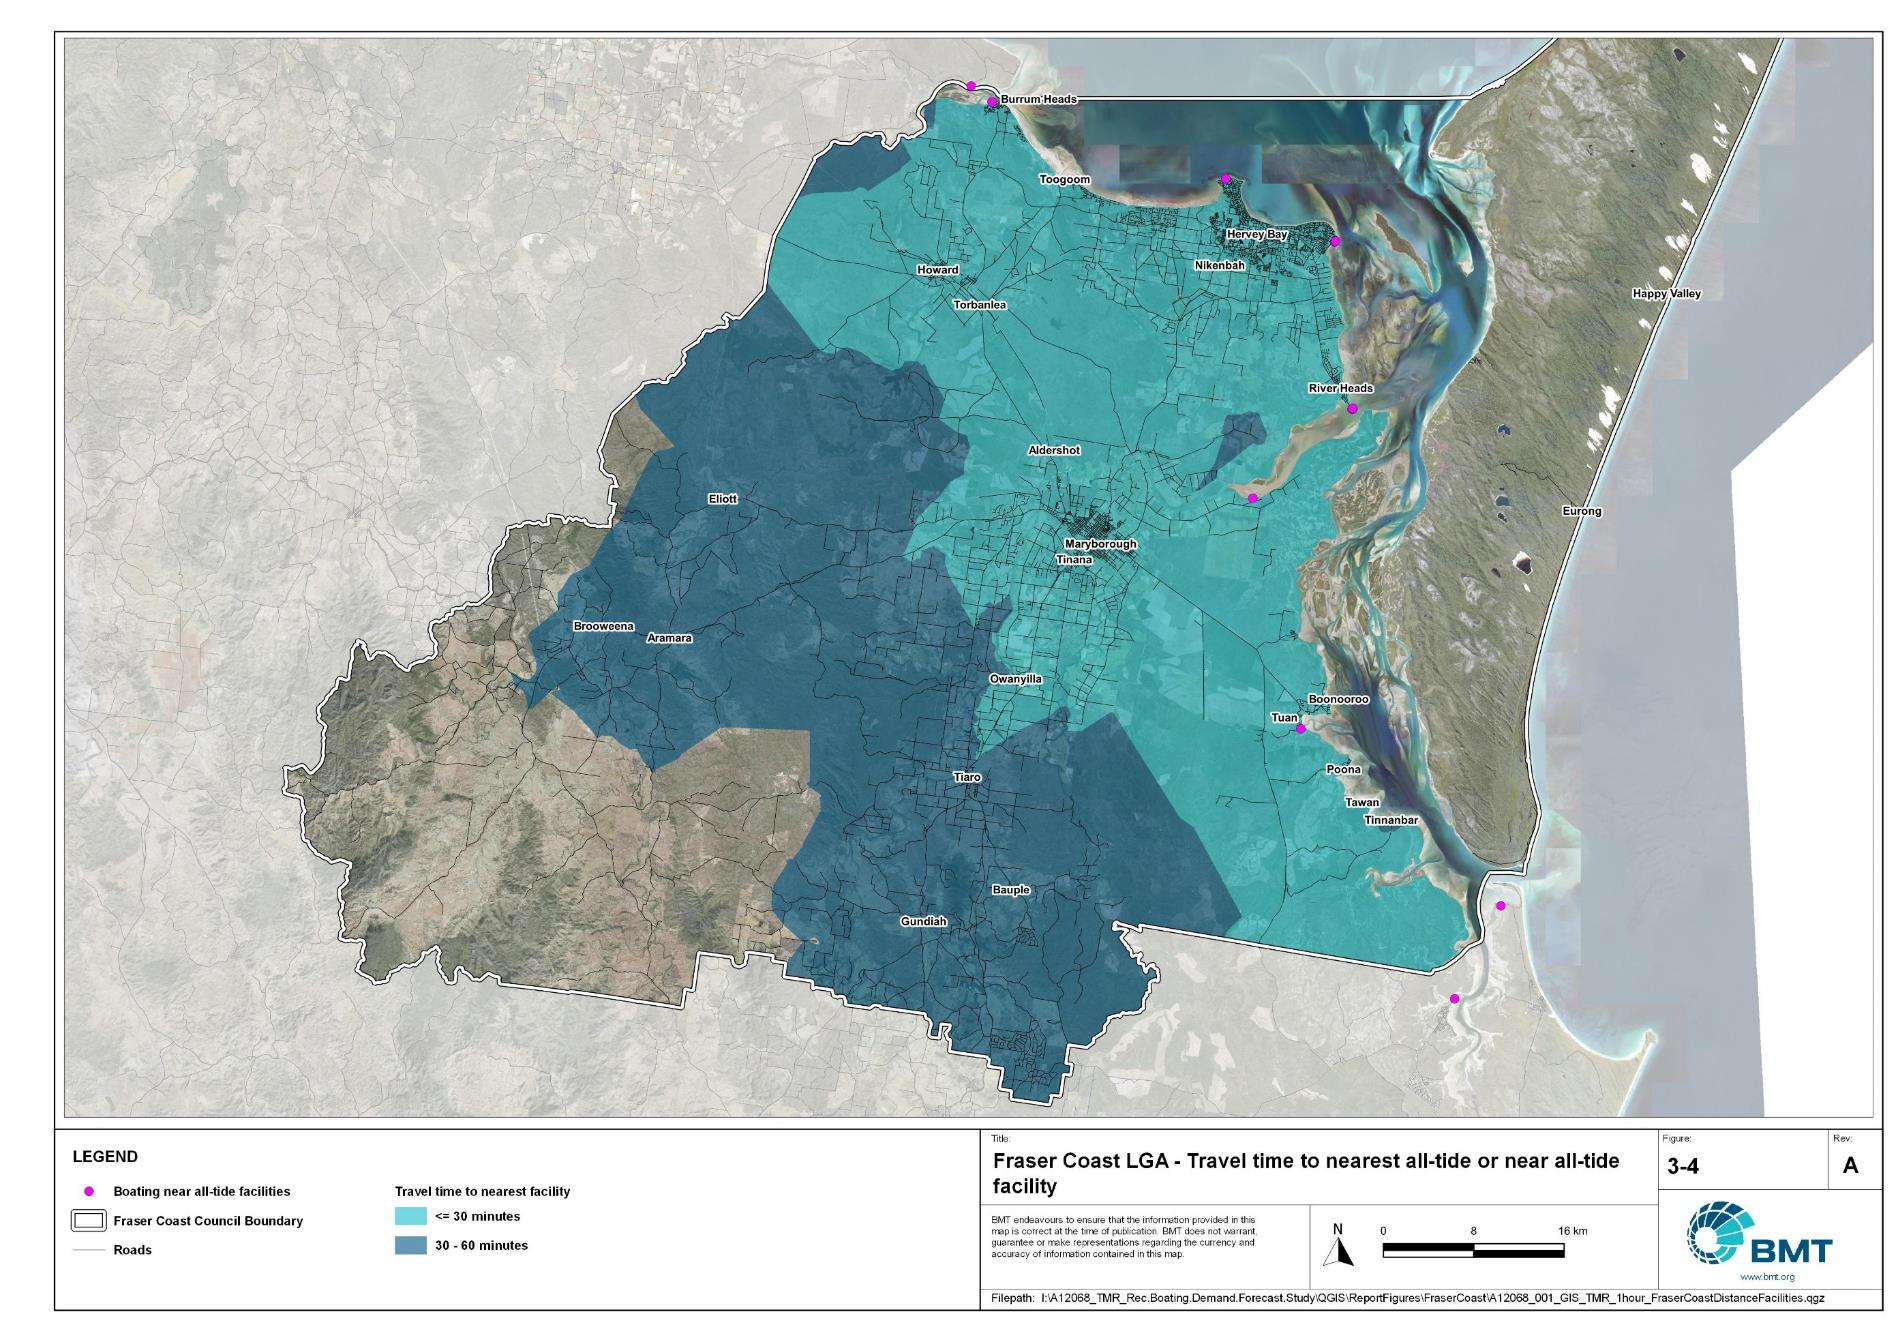 Burrum Heads
Toogoom
Hervey Bay
Nikenbah
Howard
Torbanlea
Happy Valley
River Heads
Aldershot
Eliott
Eurong
Maryborough
Tinana
Brooweena
Aramara
Owanyilla
Boonooroo
Tuan
Poona
Tiaro
Tawan
Tinnanbar
Bauple
Gundiah
LEGEND
Boating near all-tide facilities
Fraser Coast Council Boundary
Roads
Travel time to nearest facility
<= 30 minutes
30 - 60 minutes
Title:
Fraser Coast LGA - Travel time to nearest all-tide or near all-tide
facility
Figure:
3-4
Rev:
A
BMT endeavours to ensure that the information provided in this
map is correct at the time of publication. BMT does not warrant,
guarantee or make representations regarding the currency and
accuracy of information contained in this map.
N
0 8 16 km
BMT
www.bmt.org
Filepath: I:\A12068_TMR_Rec.Boating.Demand.Forecast.Study\QGIS\ReportFigures\FraserCoast\A12068_001_GIS_TMR_1hour_FraserCoastDistanceFacilities.qgz